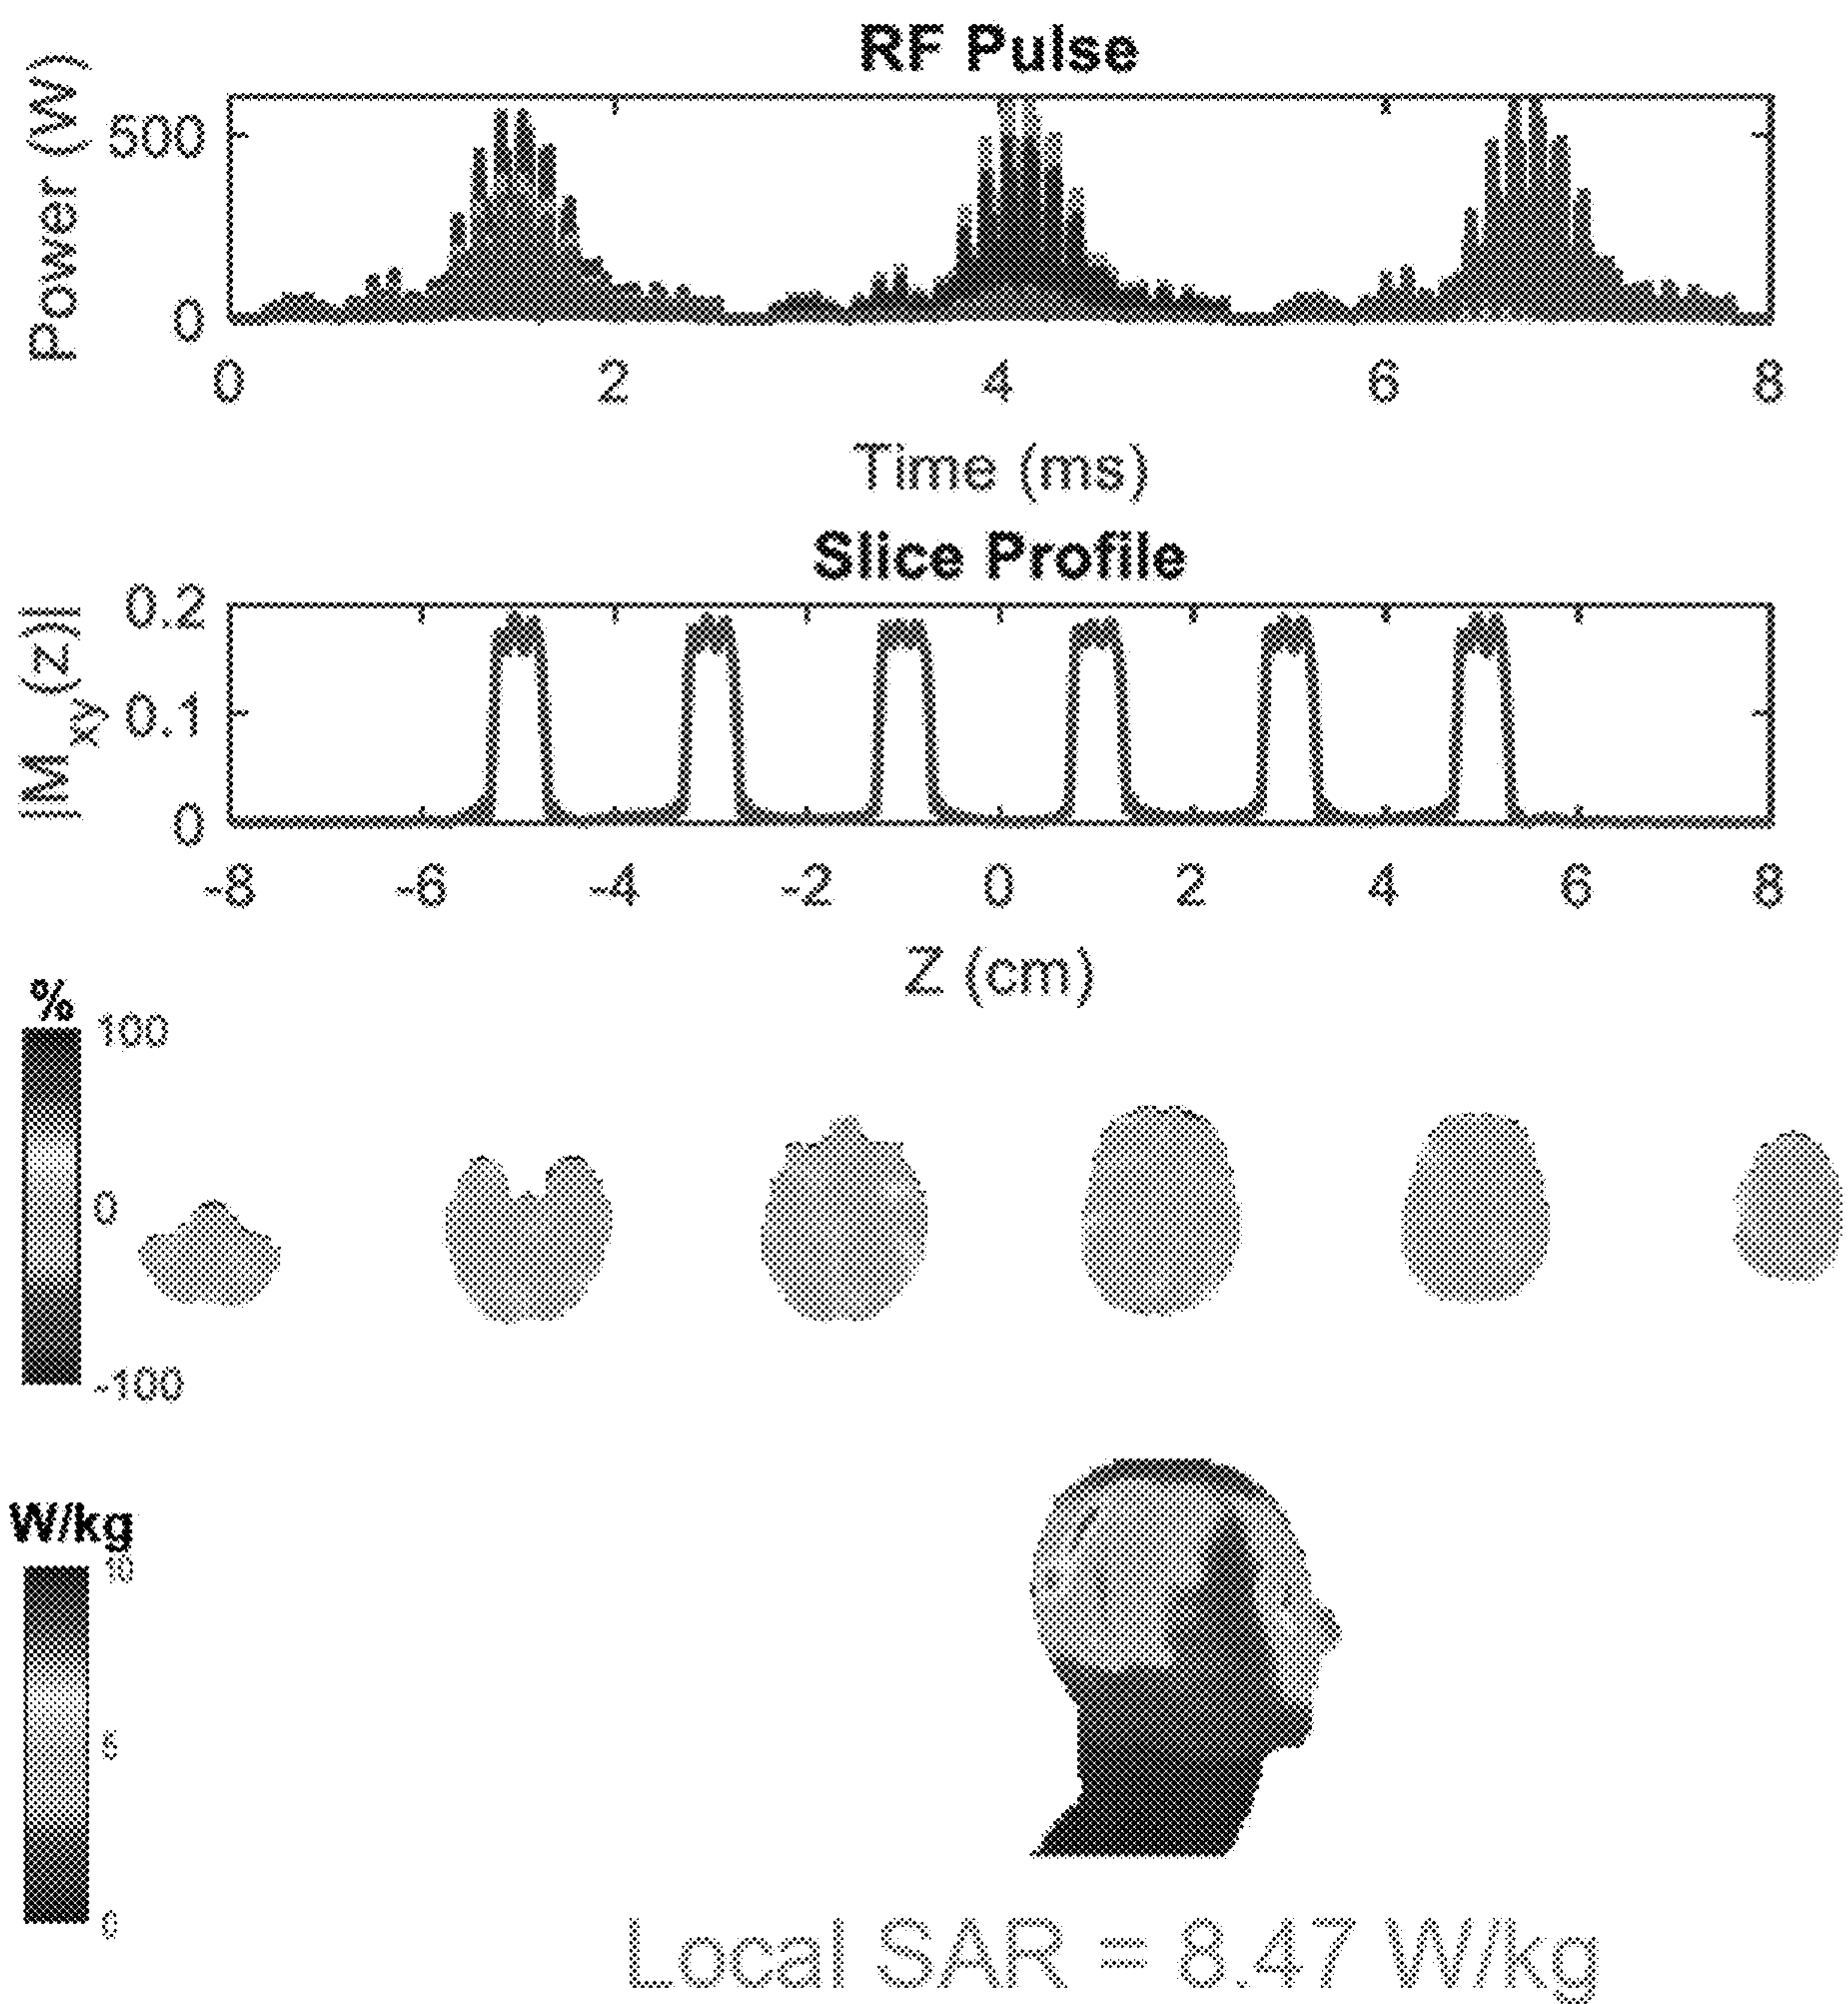 RF Pulse
Power (W)
500
0
0 2 4 6 8
Time (ms)
Slice Profile
|Mxy(z)|
0.2
0.1
0
-8 -6 -4 -2 0 2 4 6 8
Z (cm)
%
100
0
-100
W/kg
10
5
0
Local SAR = 8.47 W/kg